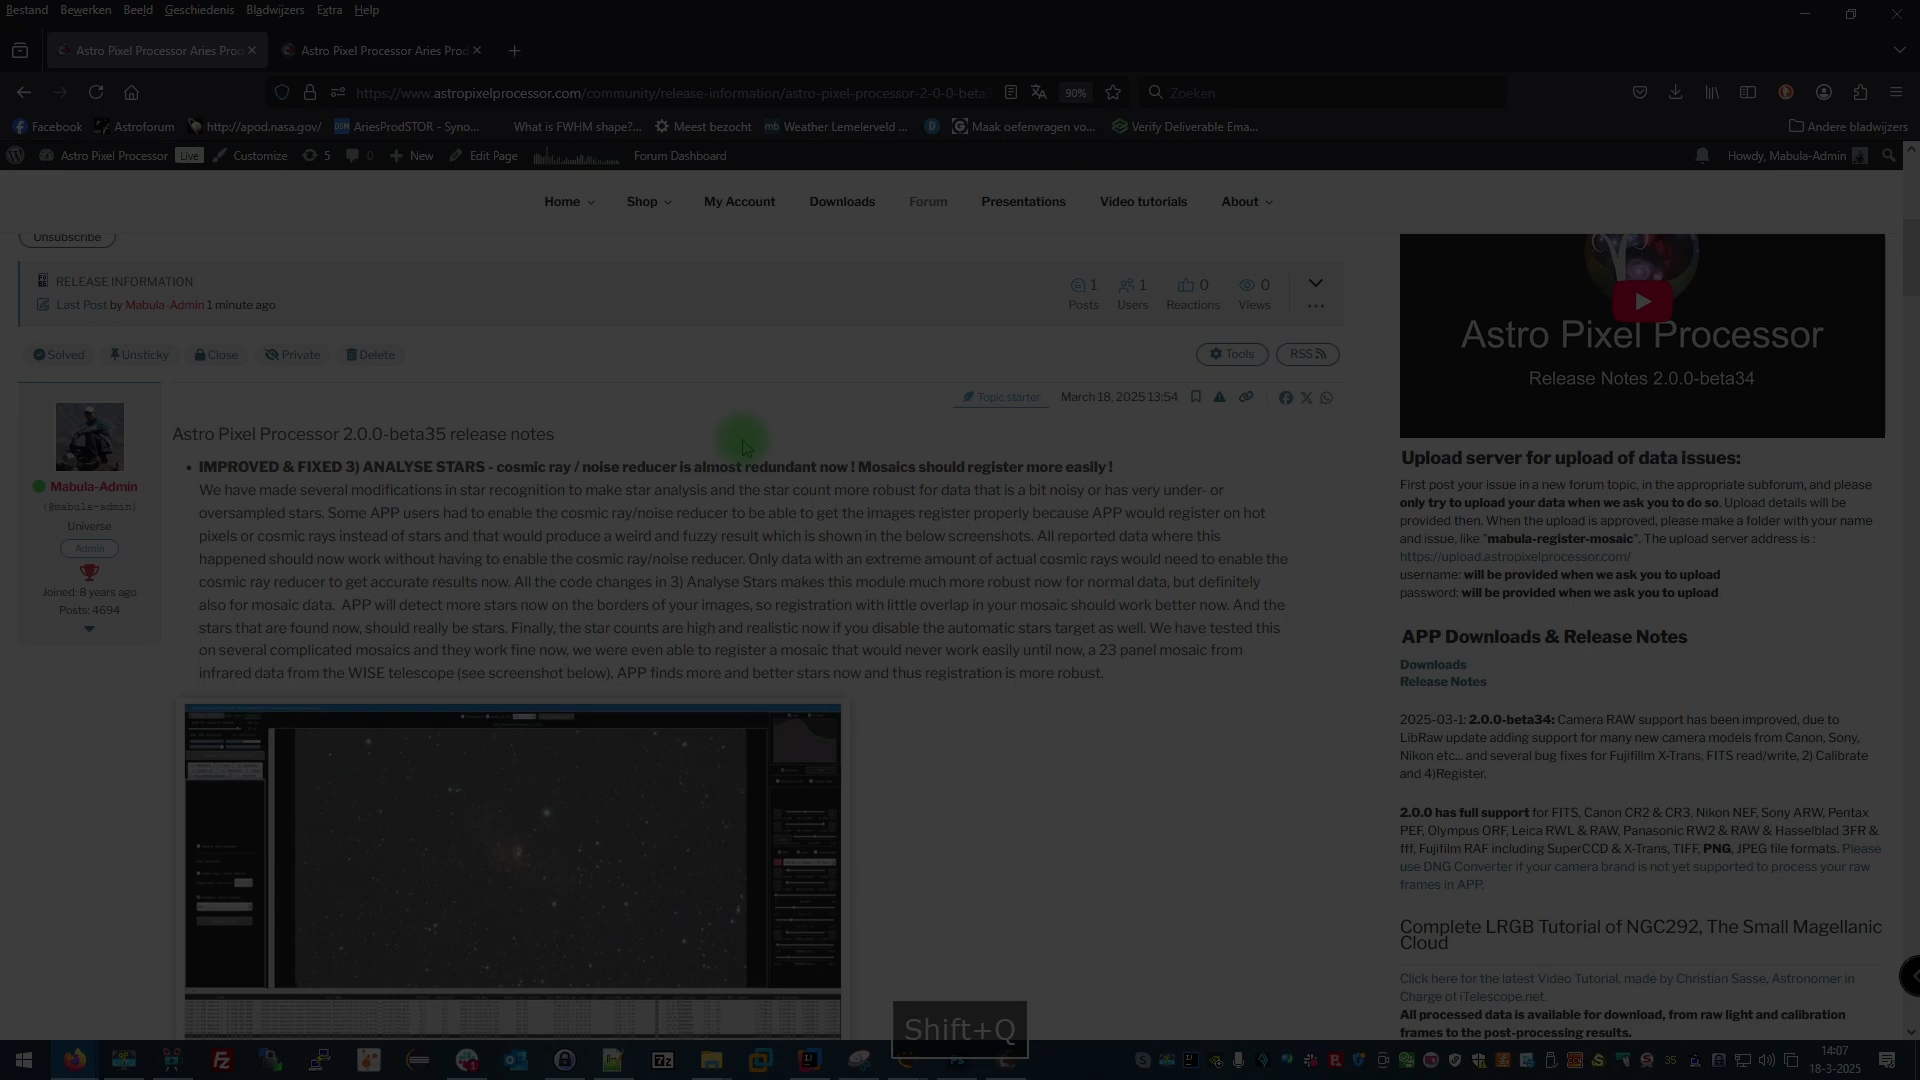 Bestand Bewerken Beeld Geschiedenis Bladwijzers Extra Help
Astro Pixel Processor Aries Proc
Astro Pixel Processor Aries Prod
https://www.astropixelprocessor.com/community/release-information/astro-pixel-processor-2-0-0-beta
90%
Zoeken
Facebook Astroforum http://apod.nasa.gov/ AriesProdSTOR - Syno... What is FWHM shape?... Meest bezocht Weather Lemelerveld ... Maak oefenvragen vo... Verify Deliverable Ema... Andere bladwijzers
Astro Pixel Processor Live Customize 5 0 New Edit Page Forum Dashboard Howdy, Mabula-Admin
Home Shop My Account Downloads Forum Presentations Video tutorials About
Unsubscribe
RELEASE INFORMATION
Last Post by Mabula-Admin 1 minute ago
1 1 0 0
Posts Users Reactions Views
Solved Unsticky Close Private Delete Tools RSS
Topic starter March 18, 2025 13:54
Mabula-Admin
(@mabula-admin)
Universe
Admin
Joined: 8 years ago
Posts: 4694
Astro Pixel Processor 2.0.0-beta35 release notes
• IMPROVED & FIXED 3) ANALYSE STARS - cosmic ray / noise reducer is almost redundant now ! Mosaics should register more easily !
We have made several modifications in star recognition to make star analysis and the star count more robust for data that is a bit noisy or has very under- or
oversampled stars. Some APP users had to enable the cosmic ray/noise reducer to be able to get the images register properly because APP would register on hot
pixels or cosmic rays instead of stars and that would produce a weird and fuzzy result which is shown in the below screenshots. All reported data where this
happened should now work without having to enable the cosmic ray/noise reducer. Only data with an extreme amount of actual cosmic rays would need to enable the
cosmic ray reducer to get accurate results now. All the code changes in 3) Analyse Stars makes this module much more robust now for normal data, but definitely
also for mosaic data. APP will detect more stars now on the borders of your images, so registration with little overlap in your mosaic should work better now. And the
stars that are found now, should really be stars. Finally, the star counts are high and realistic now if you disable the automatic stars target as well. We have tested this
on several complicated mosaics and they work fine now, we were even able to register a mosaic that would never work easily until now, a 23 panel mosaic from
infrared data from the WISE telescope (see screenshot below), APP finds more and better stars now and thus registration is more robust.
Astro Pixel Processor
Release Notes 2.0.0-beta34
Upload server for upload of data issues:
First post your issue in a new forum topic, in the appropriate subforum, and please
only try to upload your data when we ask you to do so. Upload details will be
provided then. When the upload is approved, please make a folder with your name
and issue, like "mabula-register-mosaic". The upload server address is :
https://upload.astropixelprocessor.com/
username: will be provided when we ask you to upload
password: will be provided when we ask you to upload
APP Downloads & Release Notes
Downloads
Release Notes
2025-03-1: 2.0.0-beta34: Camera RAW support has been improved, due to
LibRaw update adding support for many new camera models from Canon, Sony,
Nikon etc... and several bug fixes for Fujifillm X-Trans, FITS read/write, 2) Calibrate
and 4)Register.
2.0.0 has full support for FITS, Canon CR2 & CR3, Nikon NEF, Sony ARW, Pentax
PEF, Olympus ORF, Leica RWL & RAW, Panasonic RW2 & RAW & Hasselblad 3FR &
fff, Fujifilm RAF including SuperCCD & X-Trans, TIFF, PNG, JPEG file formats. Please
use DNG Converter if your camera brand is not yet supported to process your raw
frames in APP.
Complete LRGB Tutorial of NGC292, The Small Magellanic
Cloud
Click here for the latest Video Tutorial, made by Christian Sasse, Astronomer in
Charge of iTelescope.net.
All processed data is available for download, from raw light and calibration
frames to the post-processing results.
Shift+Q
14:07
18-3-2025